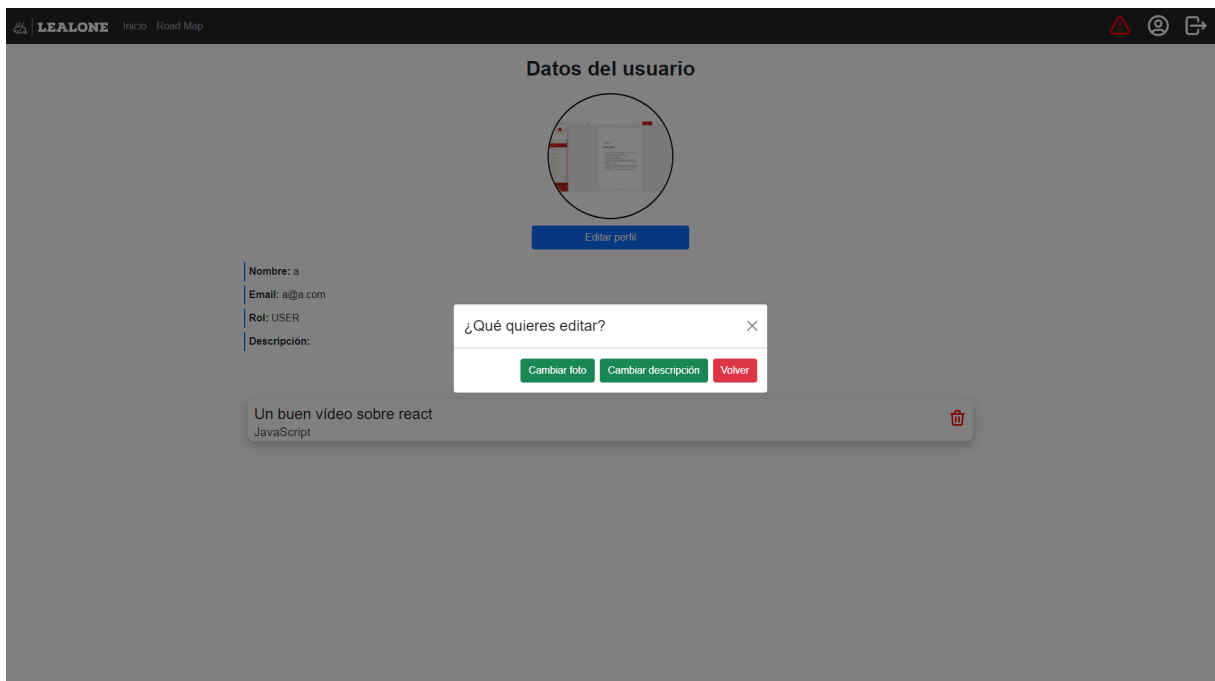 LEALONE Inicio Road Map
Datos del usuario
Editar perfil
Nombre: a
Email: a@a.com
Rol: USER
Descripción:
¿Qué quieres editar?
Cambiar foto Cambiar descripción Volver
Un buen vídeo sobre react
JavaScript